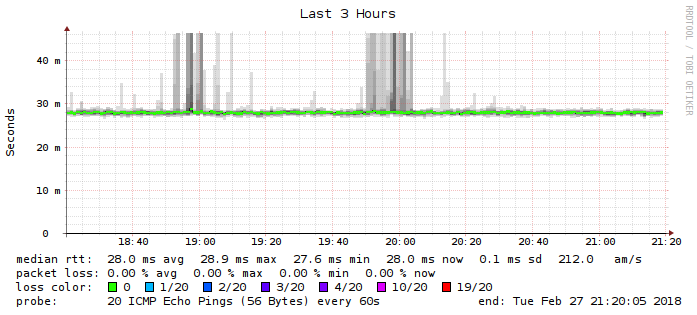 Last 3 Hours
RRDTOOL / TOBI OETIKER
Seconds
40 m
30 m
20 m
10 m
0
18:40 19:00 19:20 19:40 20:00 20:20 20:40 21:00 21:20
median rtt: 28.0 ms avg 28.9 ms max 27.6 ms min 28.0 ms now 0.1 ms sd 212.0 am/s
packet loss: 0.00 % avg 0.00 % max 0.00 % min 0.00 % now
loss color: 0 1/20 2/20 3/20 4/20 10/20 19/20
probe: 20 ICMP Echo Pings (56 Bytes) every 60s end: Tue Feb 27 21:20:05 2018